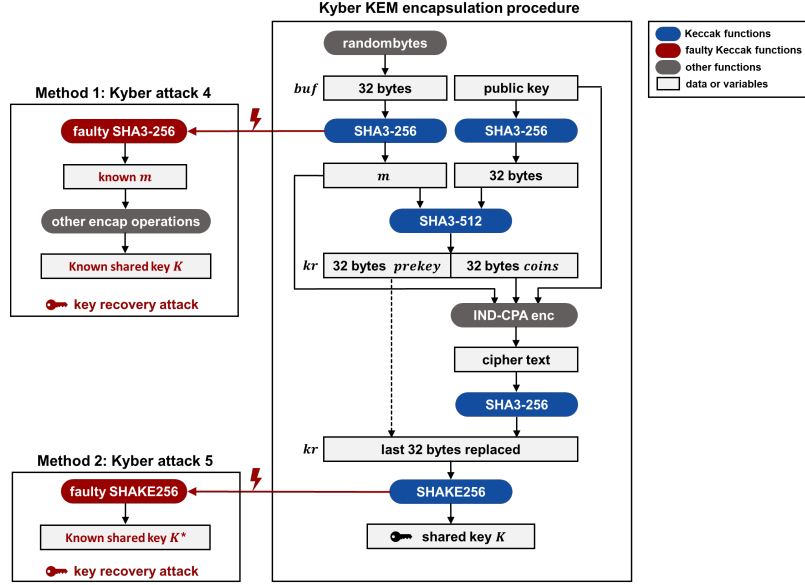 Kyber KEM encapsulation procedure
randombytes
buf
32 bytes
public key
SHA3-256
SHA3-256
m
32 bytes
SHA3-512
kr
32 bytes prekey
32 bytes coins
IND-CPA enc
cipher text
SHA3-256
kr
last 32 bytes replaced
SHAKE256
shared key K
Method 1: Kyber attack 4
faulty SHA3-256
known m
other encap operations
Known shared key K
key recovery attack
Method 2: Kyber attack 5
faulty SHAKE256
Known shared key K*
key recovery attack
Keccak functions
faulty Keccak functions
other functions
data or variables